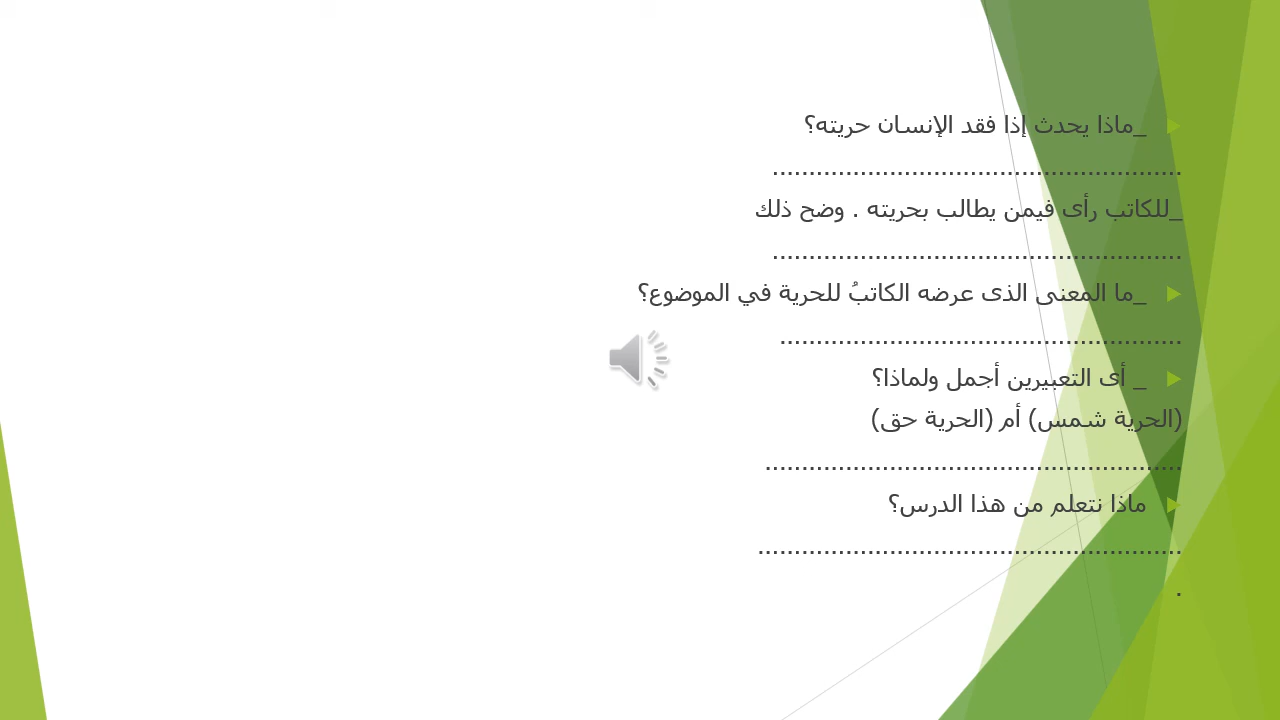 _ماذا يحدث إذا فقد الإنسان حريته؟
........................................................
_للكاتب رأى فيمن يطالب بحريته . وضح ذلك
........................................................
_ما المعنى الذى عرضه الكاتبُ للحرية في الموضوع؟
.......................................................
_ أى التعبيرين أجمل ولماذا؟
(الحرية شمس) أم (الحرية حق)
.........................................................
ماذا نتعلم من هذا الدرس؟
..........................................................
.